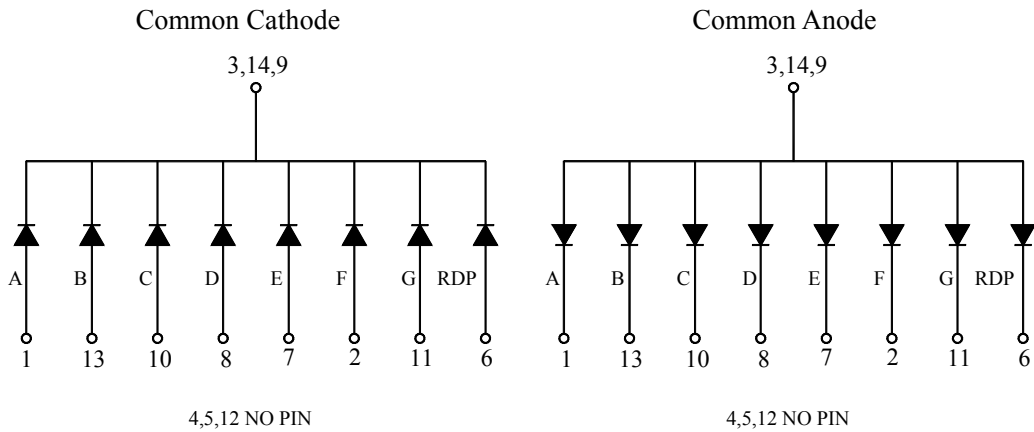 Common Cathode
3,14,9
A B C D E F G RDP
1 13 10 8 7 2 11 6
4,5,12 NO PIN
Common Anode
3,14,9
A B C D E F G RDP
1 13 10 8 7 2 11 6
4,5,12 NO PIN